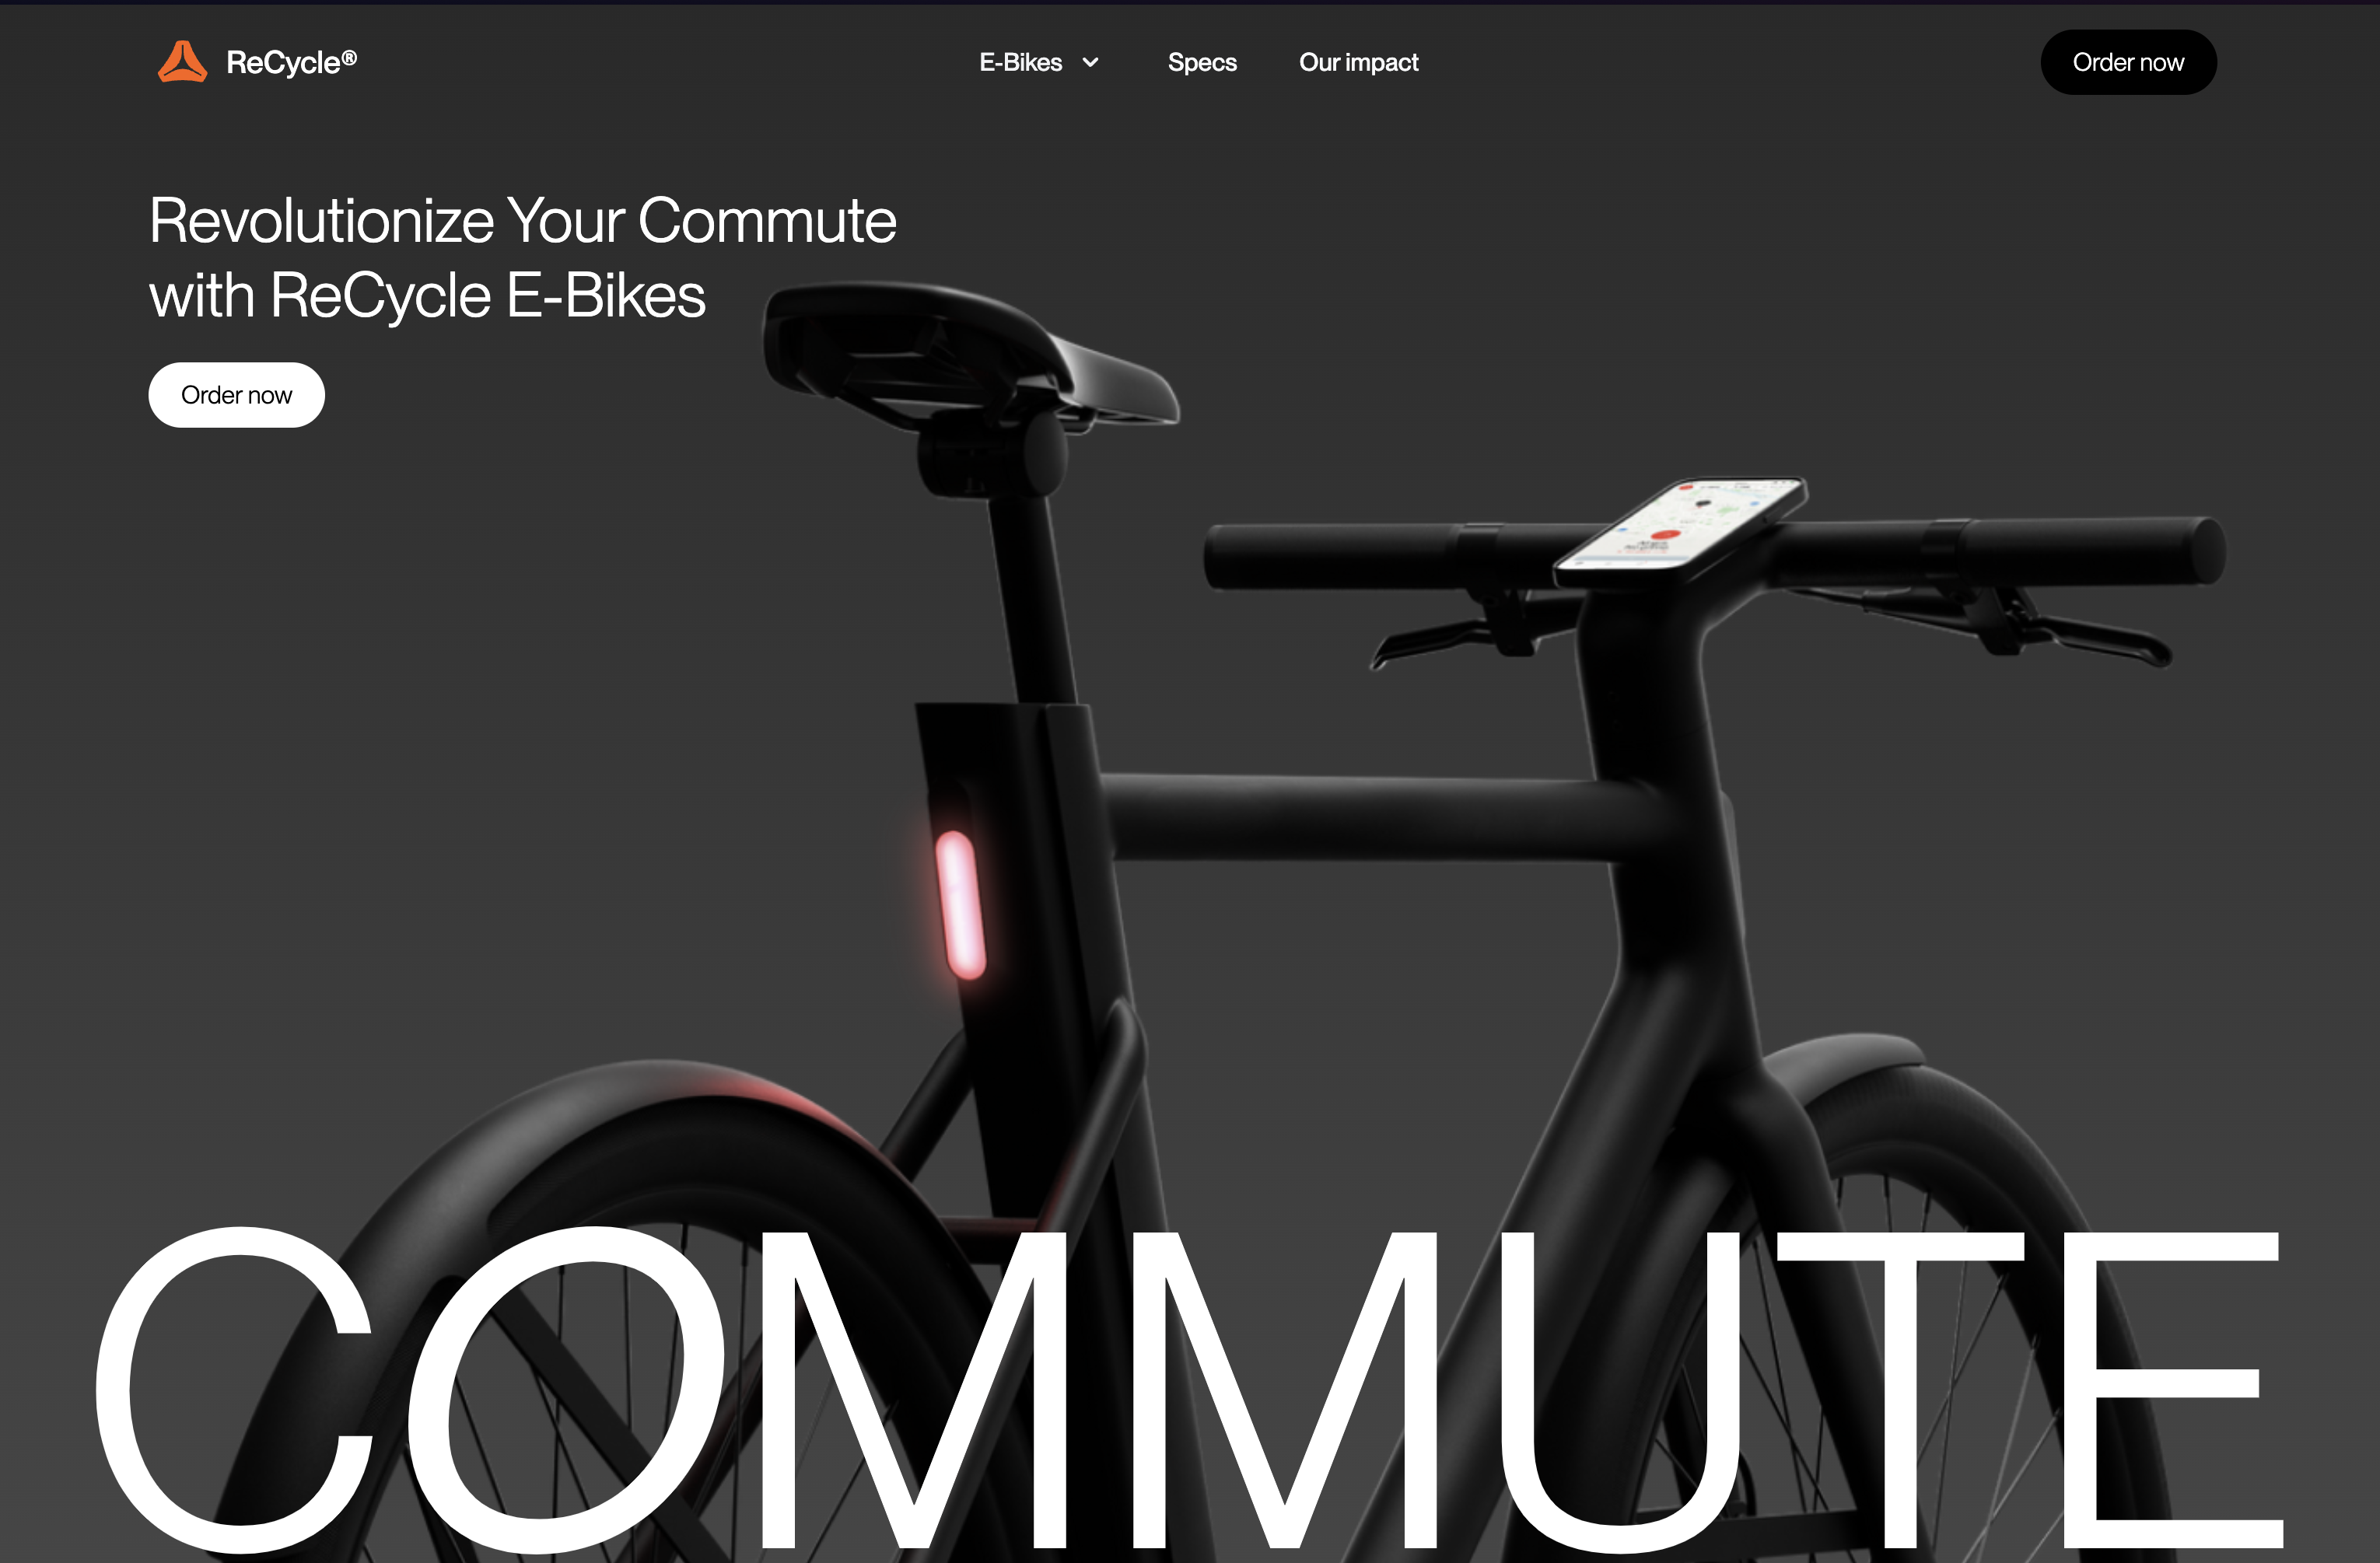 ReCycle®
E-Bikes
Specs
Our impact
Order now
Revolutionize Your Commute
with ReCycle E-Bikes
Order now
COMMUTE